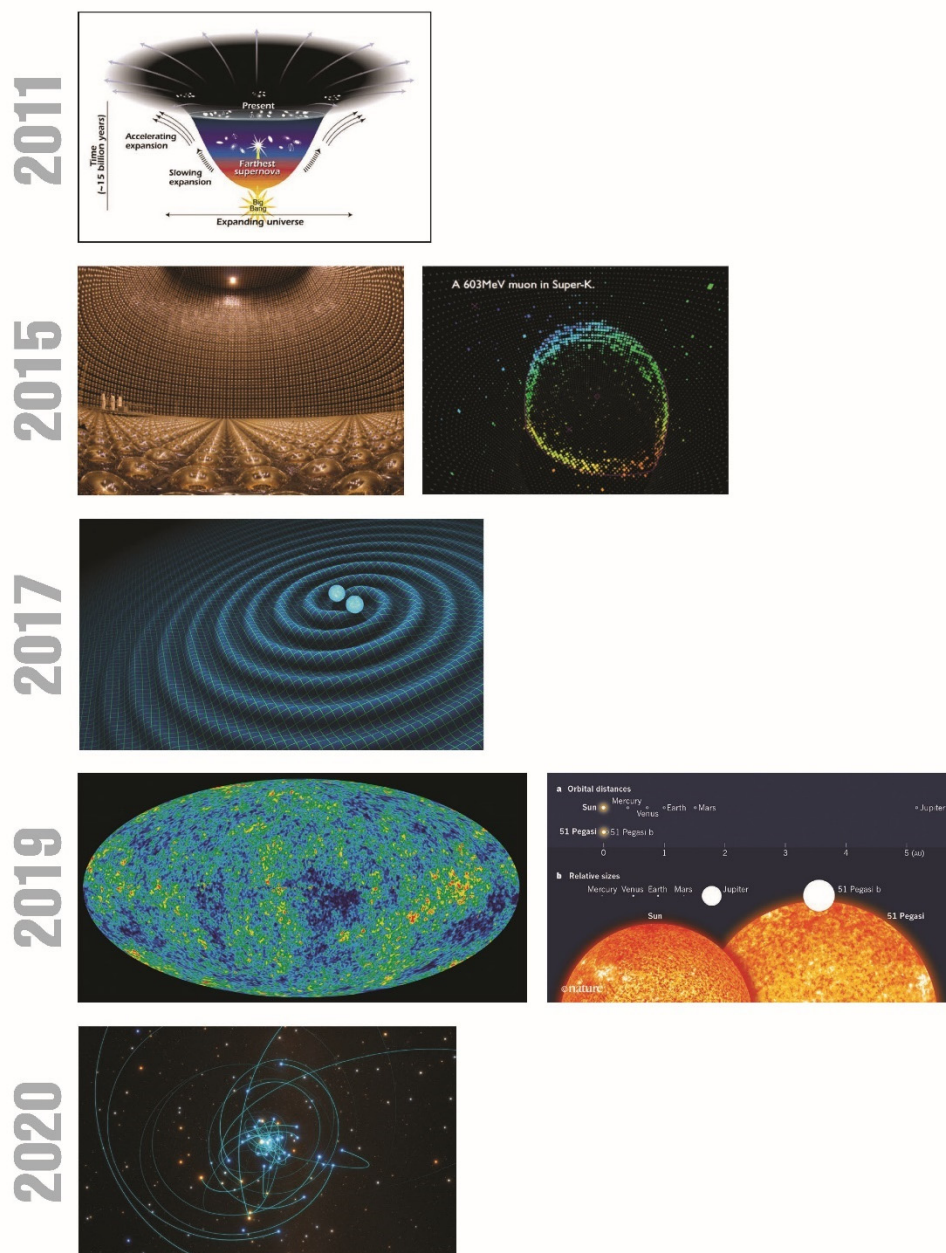 2011
Time
(~15 billion years)
Present
Accelerating
expansion
Farthest
supernova
Slowing
expansion
Big
Bang
Expanding universe
2015
A 603MeV muon in Super-K.
2017
2019
a Orbital distances
Sun
Mercury
Venus
Earth
Mars
Jupiter
51 Pegasi
51 Pegasi b
0 1 2 3 4 5 (au)
b Relative sizes
Mercury Venus Earth Mars Jupiter
51 Pegasi b
Sun
51 Pegasi
©nature
2020